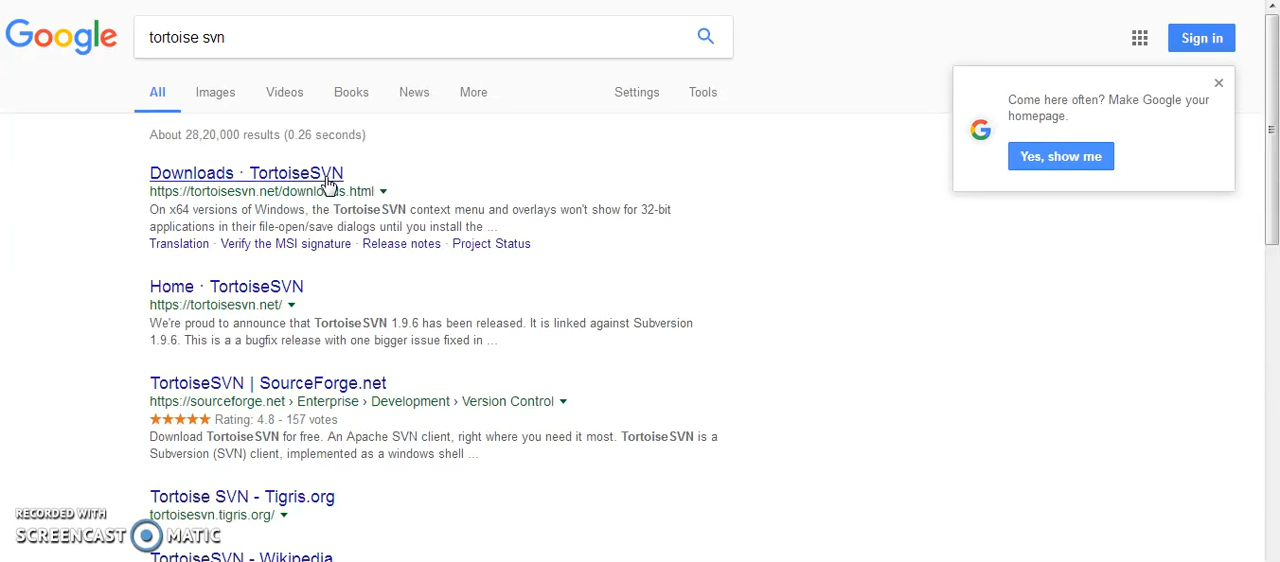 Google
tortoise svn
Sign in
All Images Videos Books News More Settings Tools
Come here often? Make Google your
homepage.
Yes, show me
About 28,20,000 results (0.26 seconds)
Downloads · TortoiseSVN
https://tortoisesvn.net/downloads.html
On x64 versions of Windows, the TortoiseSVN context menu and overlays won't show for 32-bit
applications in their file-open/save dialogs until you install the ...
Translation · Verify the MSI signature · Release notes · Project Status
Home · TortoiseSVN
https://tortoisesvn.net/
We're proud to announce that TortoiseSVN 1.9.6 has been released. It is linked against Subversion
1.9.6. This is a a bugfix release with one bigger issue fixed in ...
TortoiseSVN | SourceForge.net
https://sourceforge.net › Enterprise › Development › Version Control
Rating: 4.8 - 157 votes
Download TortoiseSVN for free. An Apache SVN client, right where you need it most. TortoiseSVN is a
Subversion (SVN) client, implemented as a windows shell ...
Tortoise SVN - Tigris.org
tortoisesvn.tigris.org/
TortoiseSVN - Wikipedia
RECORDED WITH
SCREENCAST MATIC